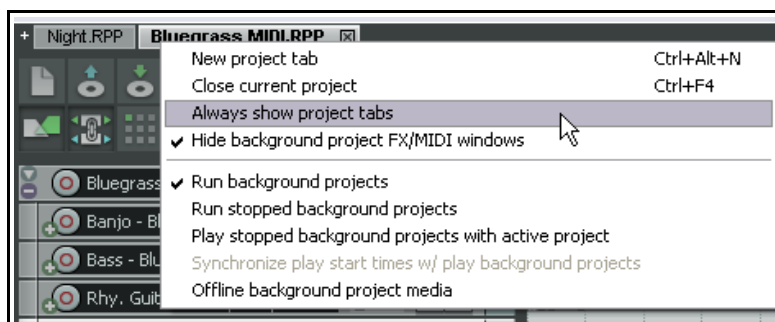 + Night.RPP Bluegrass MIDI.RPP
New project tab Ctrl+Alt+N
Close current project Ctrl+F4
Always show project tabs
Hide background project FX/MIDI windows
Run background projects
Run stopped background projects
Play stopped background projects with active project
Synchronize play start times w/ play background projects
Offline background project media
Bluegrass
Banjo - Bl
Bass - Blu
Rhy. Guit